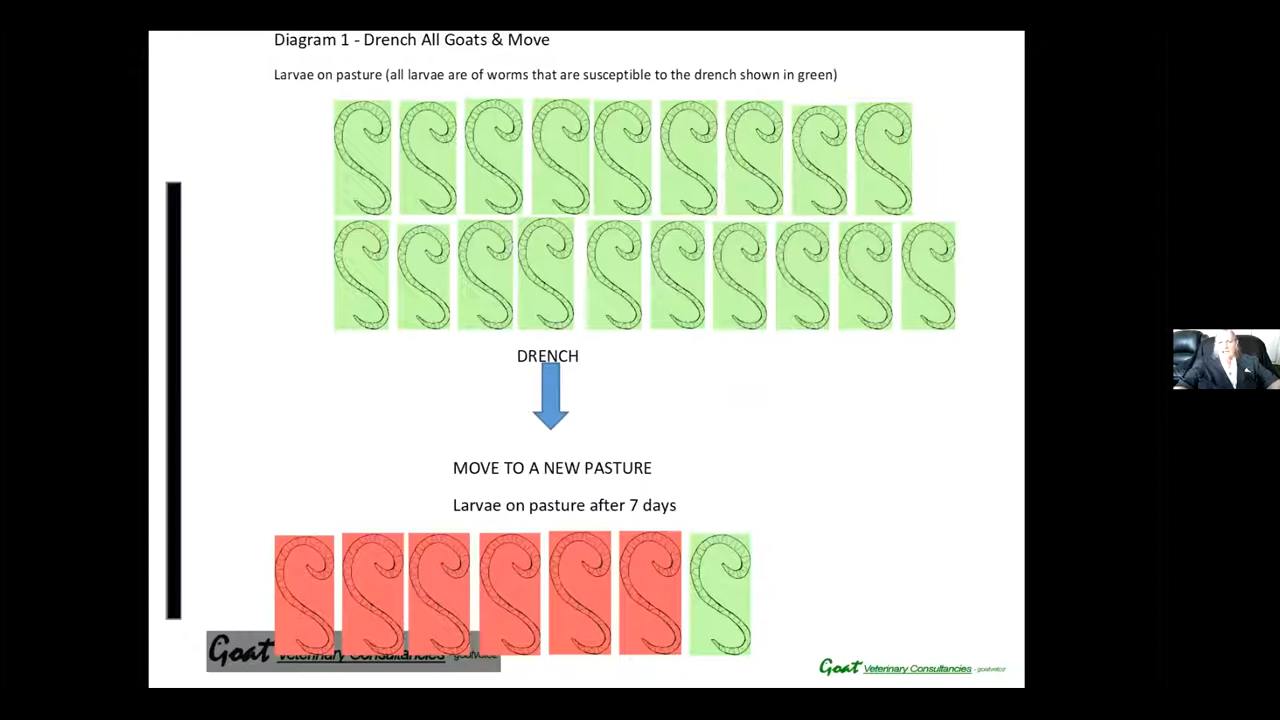 Diagram 1 - Drench All Goats & Move
Larvae on pasture (all larvae are of worms that are susceptible to the drench shown in green)
DRENCH
MOVE TO A NEW PASTURE
Larvae on pasture after 7 days
Goat Veterinary Consultancies
Goat Veterinary Consultancies - goatvetoz